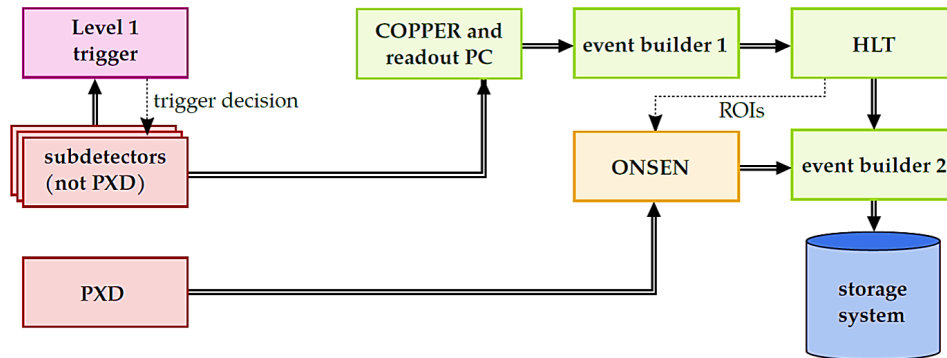 Level 1
trigger
COPPER and
readout PC
event builder 1
HLT
trigger decision
ROIs
subdetectors
(not PXD)
ONSEN
event builder 2
PXD
storage
system